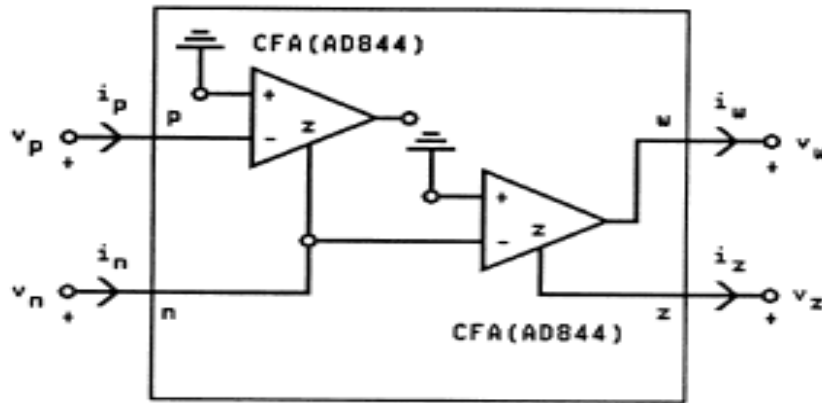 CFA(AD844)
i_p
p
+
z
i_w
w
v_p
-
v_w
+
+
+
z
-
i_n
i_z
v_n
n
z
v_z
+
CFA(AD844)
+